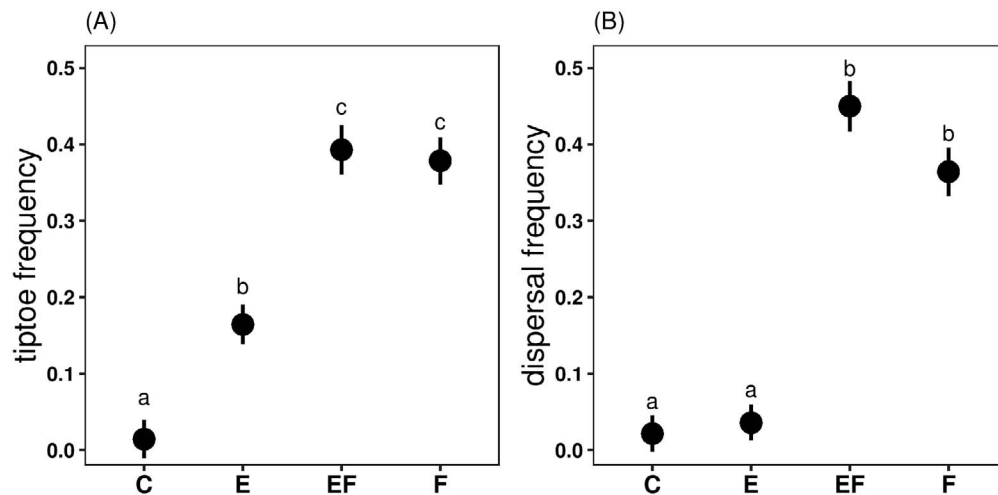 (A)
tiptoe frequency
0.5
0.4
0.3
0.2
0.1
0.0
a
b
c
c
C E EF F
(B)
dispersal frequency
0.5
0.4
0.3
0.2
0.1
0.0
a
a
b
b
C E EF F